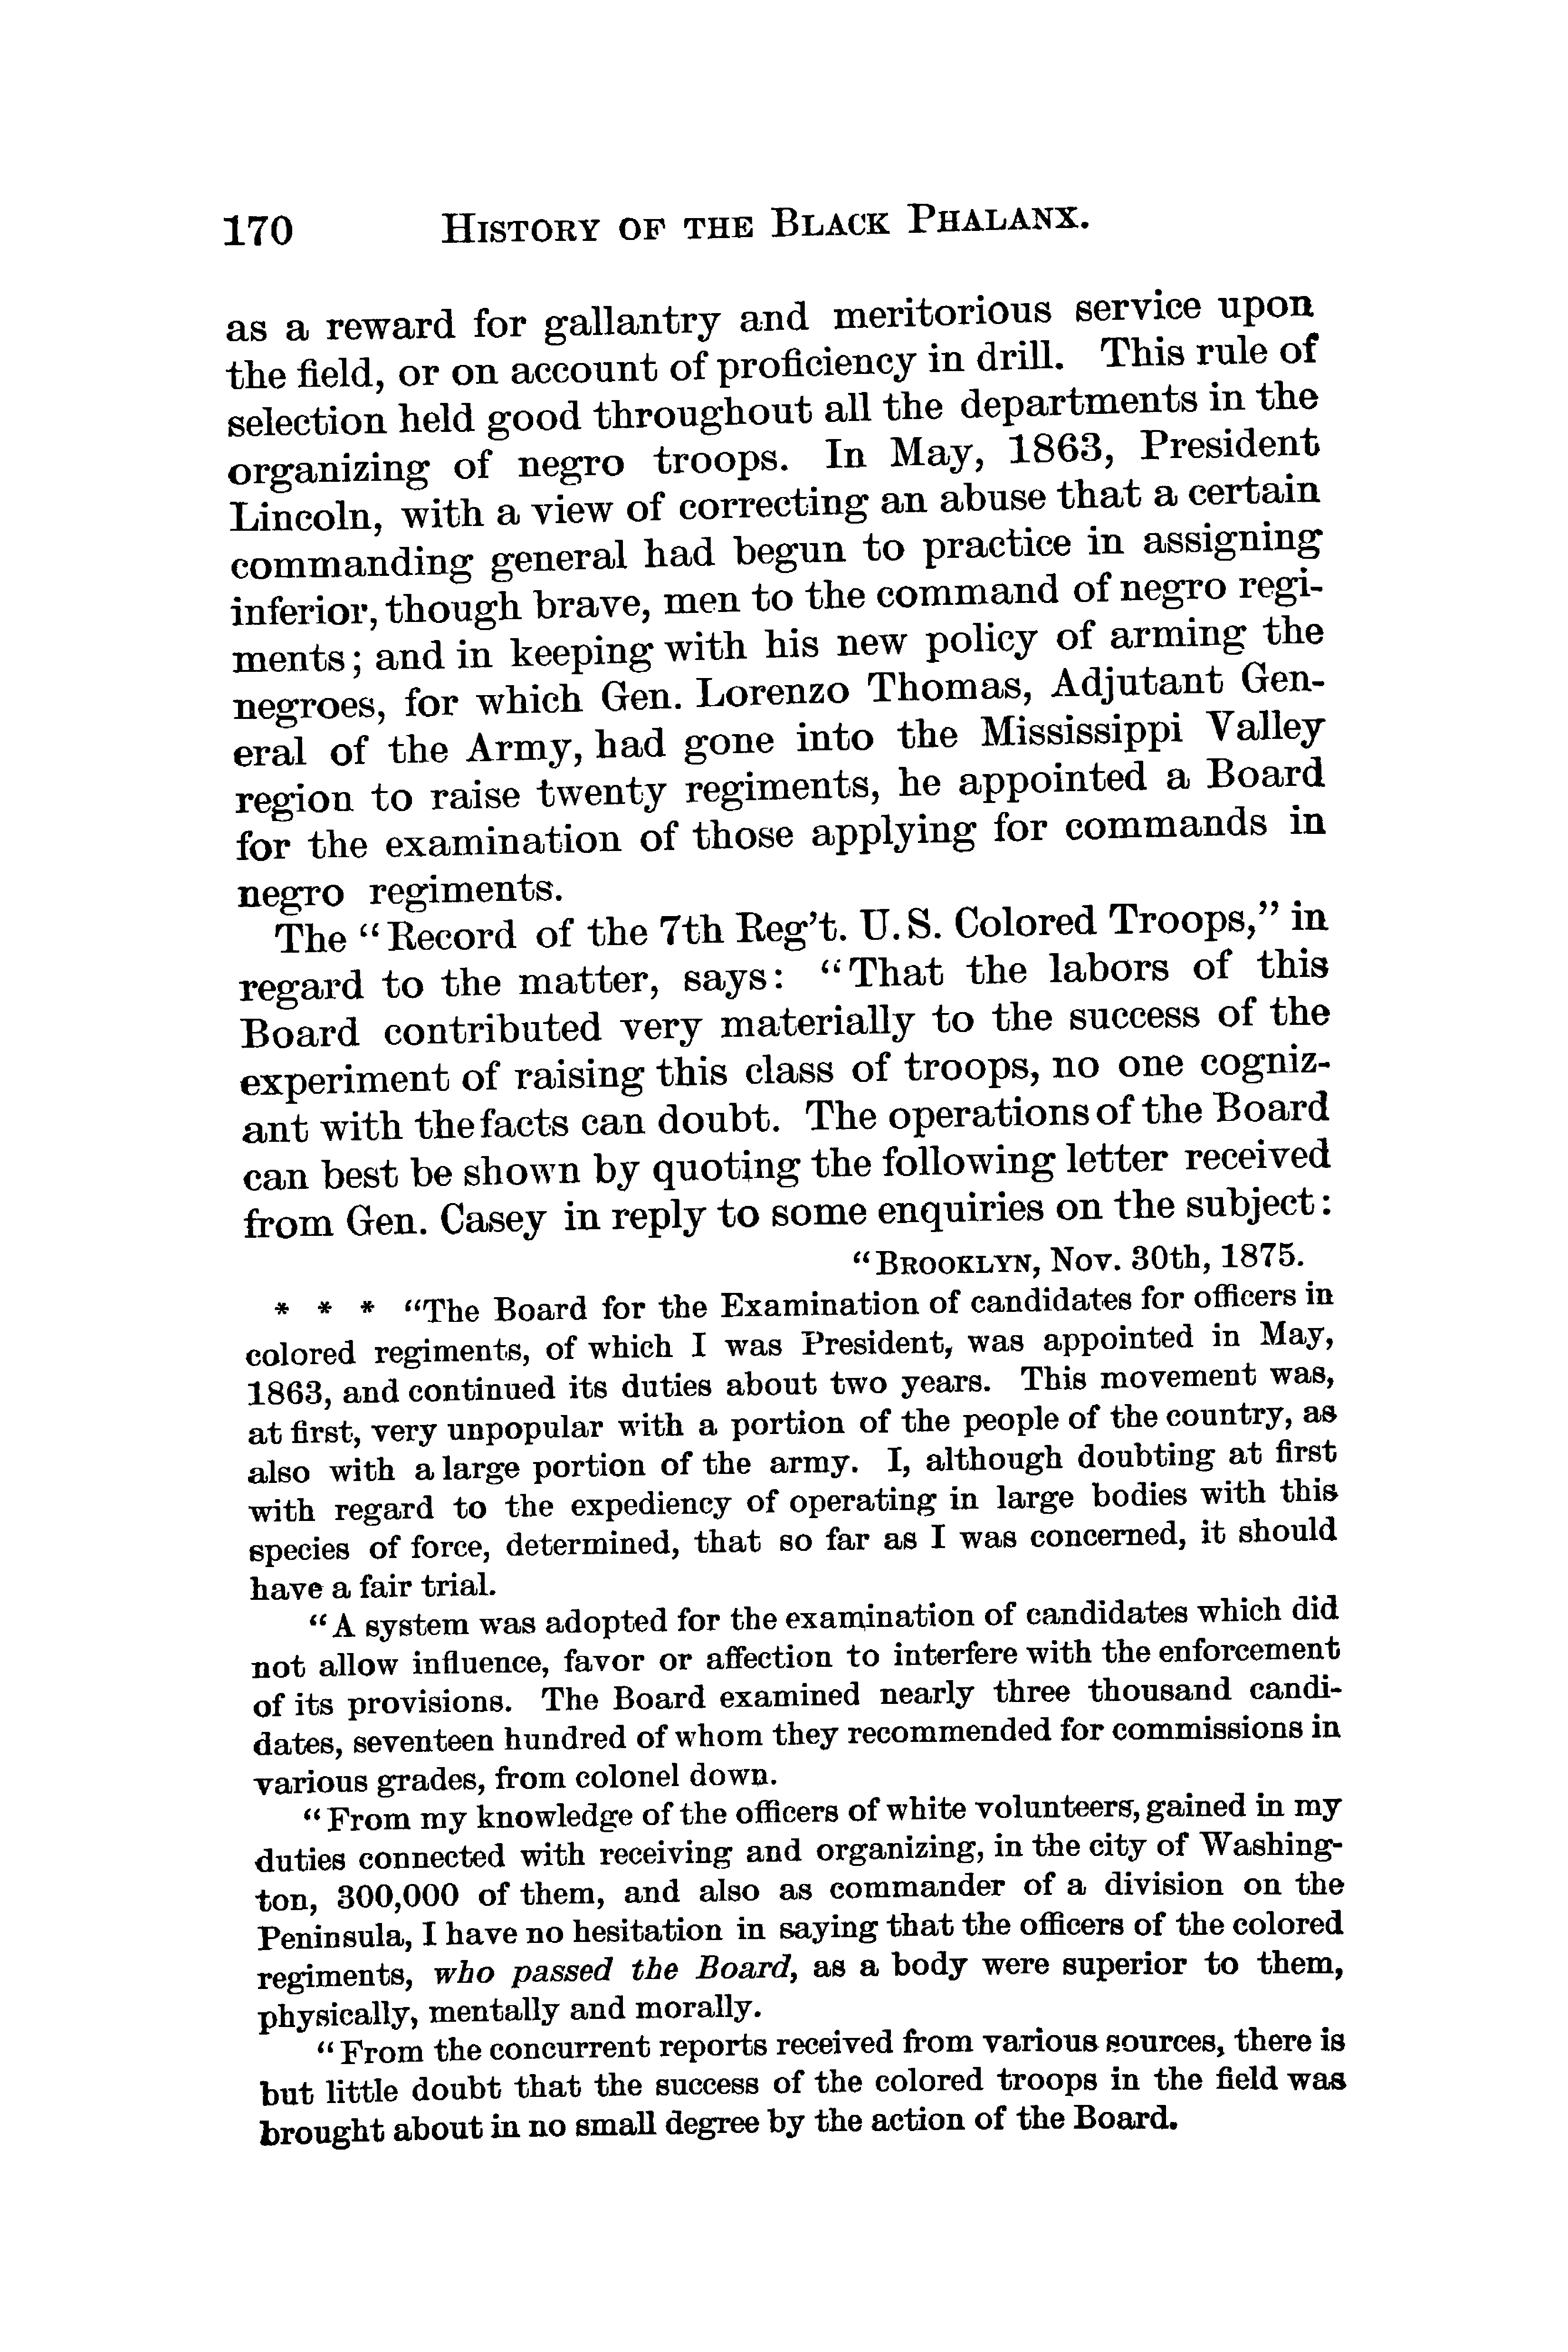 170 HISTORY OF THE BLACK PHALANX.
as a reward for gallantry and meritorious service upon
the field, or on account of proficiency in drill. This rule of
selection held good throughout all the departments in the
organizing of negro troops. In May, 1863, President
Lincoln, with a view of correcting an abuse that a certain
commanding general had begun to practice in assigning
inferior, though brave, men to the command of negro regi-
ments; and in keeping with his new policy of arming the
negroes, for which Gen. Lorenzo Thomas, Adjutant Gen-
eral of the Army, had gone into the Mississippi Valley
region to raise twenty regiments, he appointed a Board
for the examination of those applying for commands in
negro regiments.
The “Record of the 7th Reg’t. U.S. Colored Troops,” in
regard to the matter, says: “That the labors of this
Board contributed very materially to the success of the
experiment of raising this class of troops, no one cogniz-
ant with the facts can doubt. The operations of the Board
can best be shown by quoting the following letter received
from Gen. Casey in reply to some enquiries on the subject:
“BROOKLYN, NOV. 30th, 1875.
* * * “The Board for the Examination of candidates for officers in
colored regiments, of which I was President, was appointed in May,
1863, and continued its duties about two years. This movement was,
at first, very unpopular with a portion of the people of the country, as
also with a large portion of the army. I, although doubting at first
with regard to the expediency of operating in large bodies with this
species of force, determined, that so far as I was concerned, it should
have a fair trial.
“A system was adopted for the examination of candidates which did
not allow influence, favor or affection to interfere with the enforcement
of its provisions. The Board examined nearly three thousand candi-
dates, seventeen hundred of whom they recommended for commissions in
various grades, from colonel down.
“From my knowledge of the officers of white volunteers, gained in my
duties connected with receiving and organizing, in the city of Washing-
ton, 300,000 of them, and also as commander of a division on the
Peninsula, I have no hesitation in saying that the officers of the colored
regiments, who passed the Board, as a body were superior to them,
physically, mentally and morally.
“From the concurrent reports received from various sources, there is
but little doubt that the success of the colored troops in the field was
brought about in no small degree by the action of the Board.